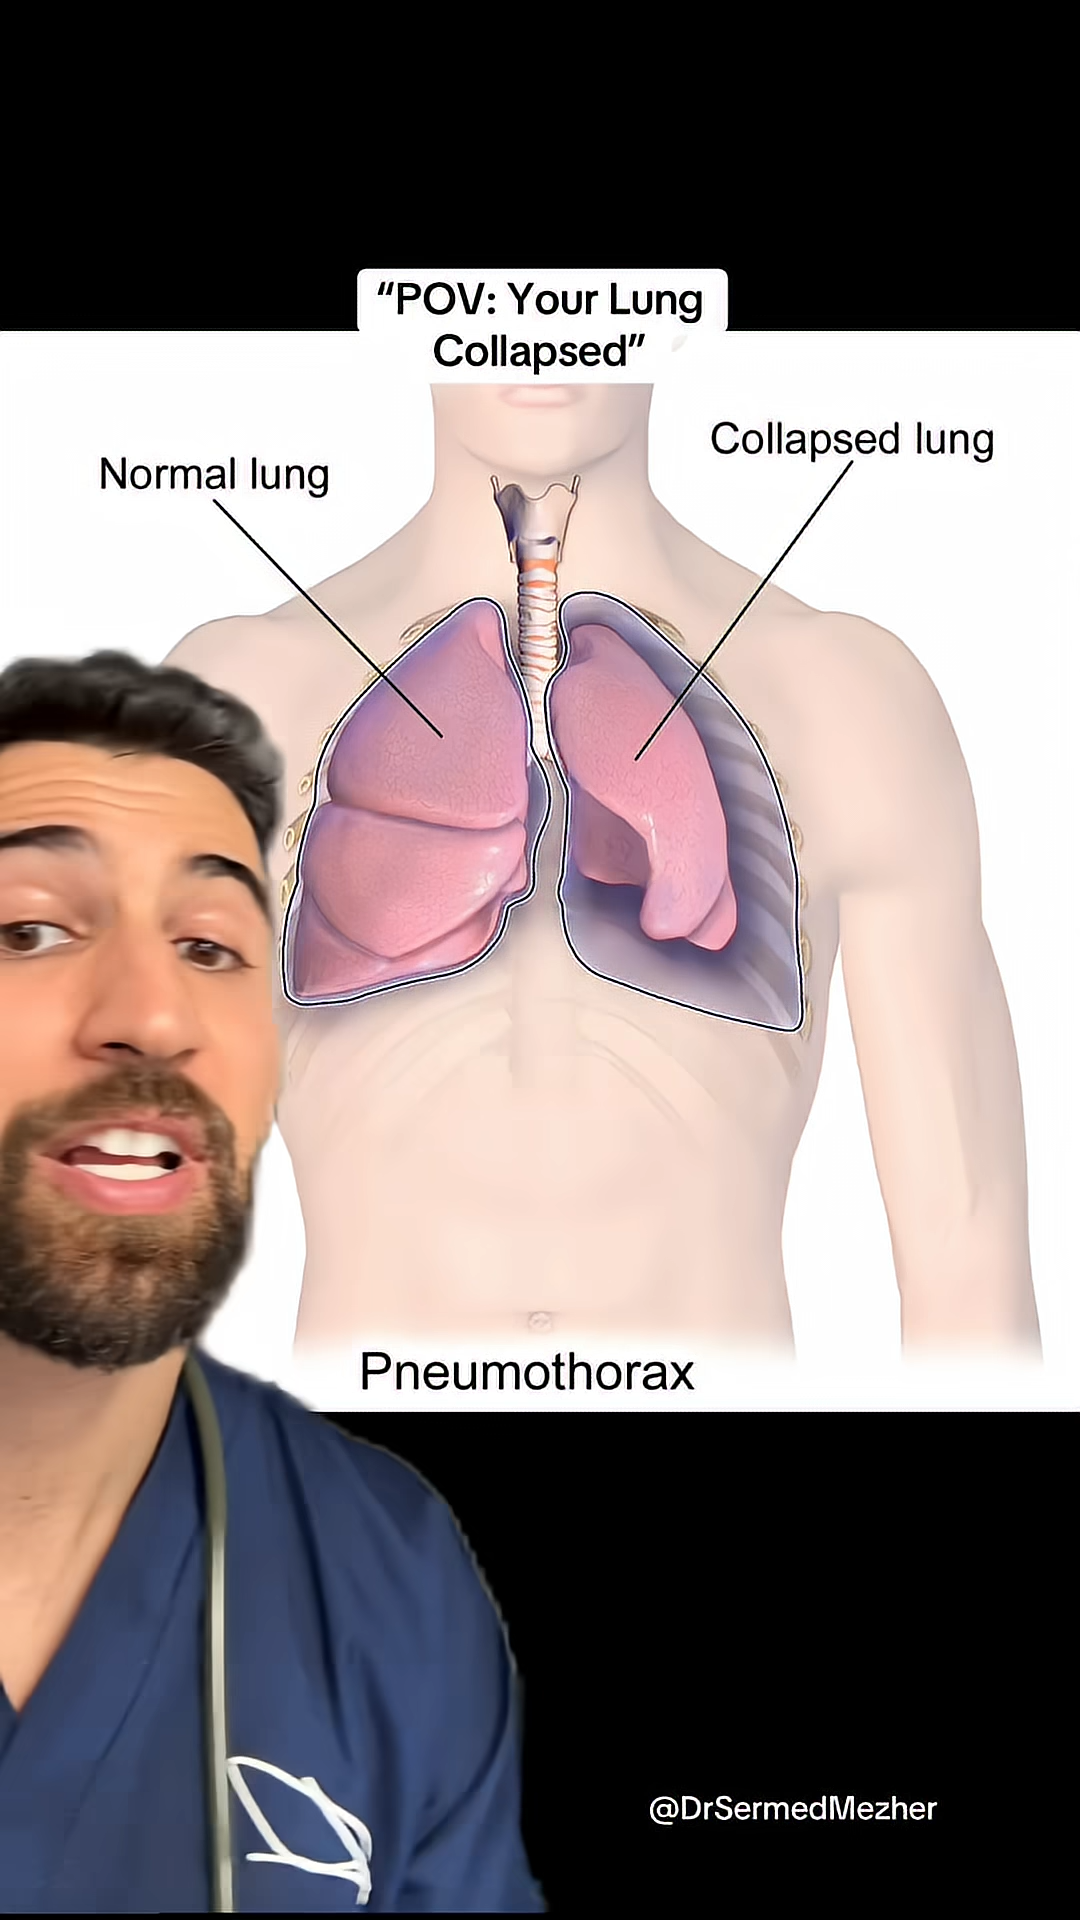 “POV: Your Lung
Collapsed”
Collapsed lung
Normal lung
Pneumothorax
@DrSermedMezher